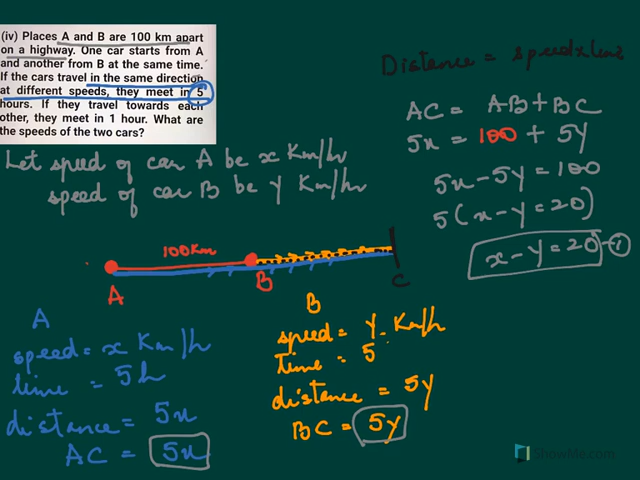 (iv) Places A and B are 100 km apart
on a highway. One car starts from A
and another from B at the same time.
If the cars travel in the same direction
at different speeds, they meet in 5
hours. If they travel towards each
other, they meet in 1 hour. What are
the speeds of the two cars?
Let speed of car A be x Km/hr
speed of car B be y Km/hr
Distance = speed x time
AC = AB + BC
5x = 100 + 5y
5x - 5y = 100
5(x - y = 20)
x - y = 20 - 1
100 Km
A
B
C
A
speed = x Km/h
time = 5h
distance = 5x
AC = 5x
B
speed = y Km/h
time = 5
distance = 5y
BC = 5y
ShowMe.com